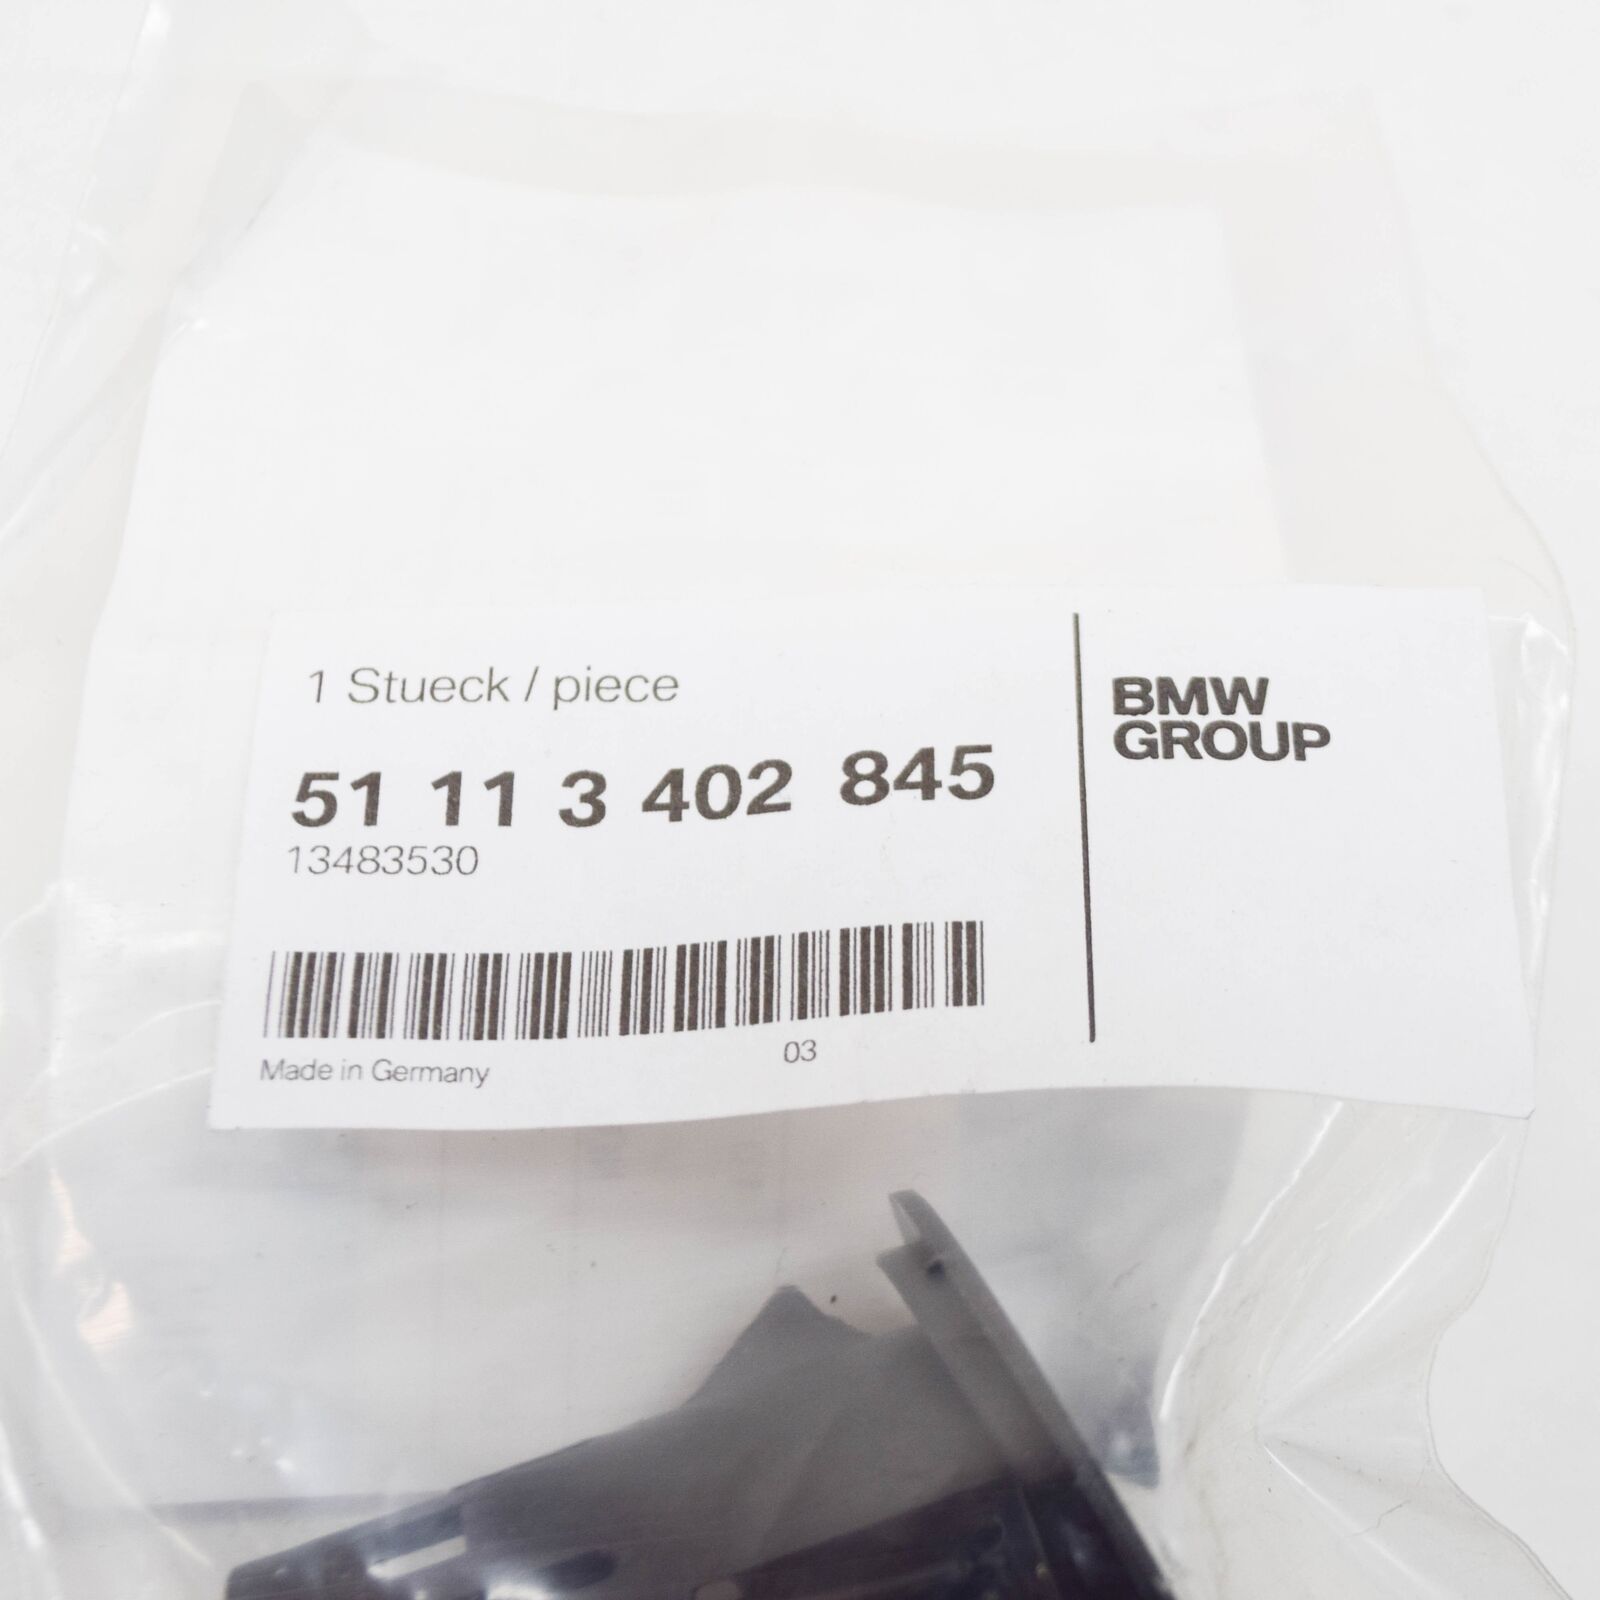 1 Stueck / piece
51 11 3 402 845
13483530
Made in Germany
03
BMW
GROUP